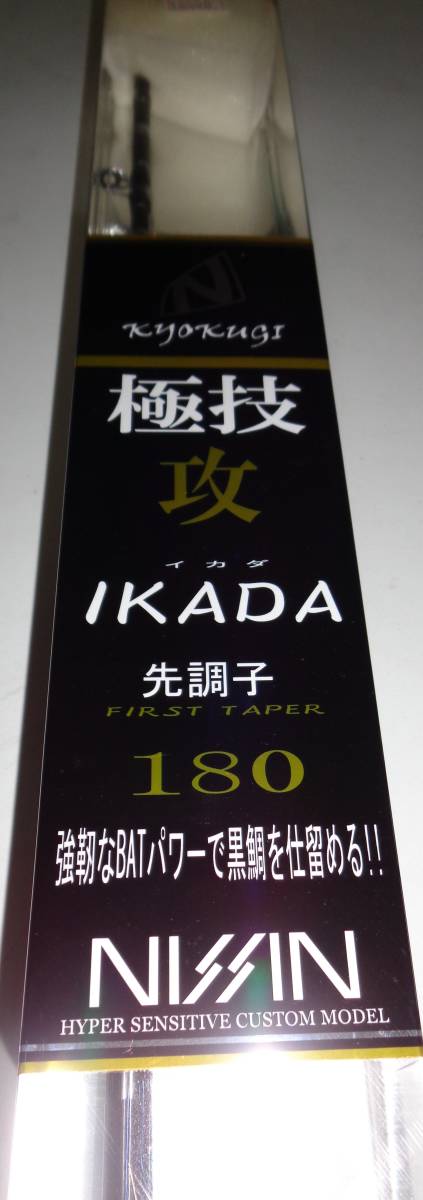 KYOKUGI
極技
攻
イカダ
IKADA
先調子
FIRST TAPER
180
強靭なBATパワーで黒鯛を仕留める!!
NISSIN
HYPER SENSITIVE CUSTOM MODEL